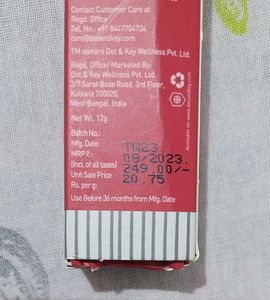 Contact Customer Care at
Regd. Office
Tel. No.: +91 8447704734
care@dotandkey.com
TM owners Dot & Key Wellness Pvt. Ltd.
Regd. Office/ Marketed By:
Dot & Key Wellness Pvt. Ltd.
2/7 Sarat Bose Road, 3rd Floor,
Kolkata 700020,
West Bengal, India
Net Wt. 12g
Batch No.:
TN23.
Mfg. Date:
08/2023.
MRP ₹:
(Incl. of all taxes)
249.00/-
Unit Sale Price
Rs. per g:
20.75
Use Before 36 months from Mfg. Date